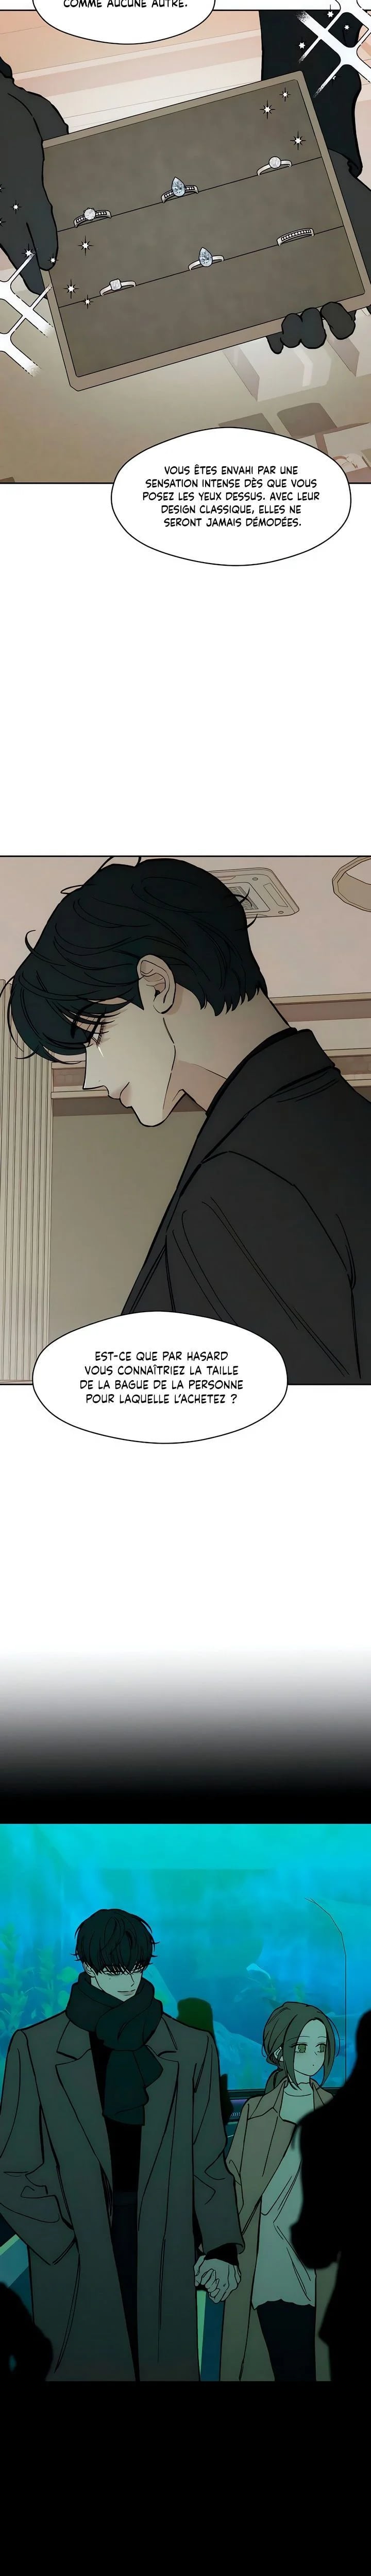 COMME AUCUNE AUTRE.
VOUS ÊTES ENVAHI PAR UNE
SENSATION INTENSE DÈS QUE VOUS
POSEZ LES YEUX DESSUS. AVEC LEUR
DESIGN CLASSIQUE, ELLES NE
SERONT JAMAIS DÉMODÉES.
EST-CE QUE PAR HASARD
VOUS CONNAÎTRIEZ LA TAILLE
DE LA BAGUE DE LA PERSONNE
POUR LAQUELLE L'ACHETEZ ?